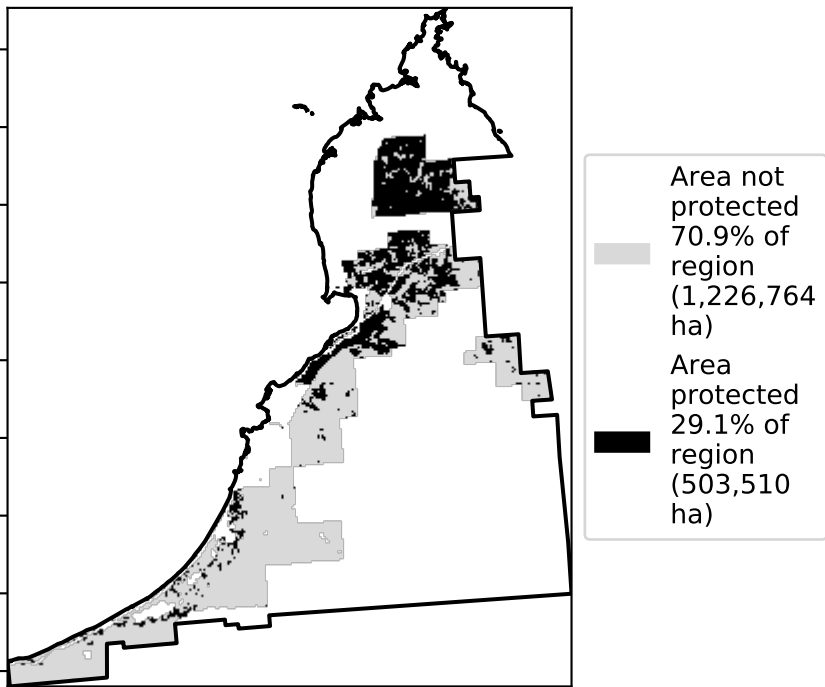 Area not
protected
70.9% of
region
(1,226,764
ha)
Area
protected
29.1% of
region
(503,510
ha)